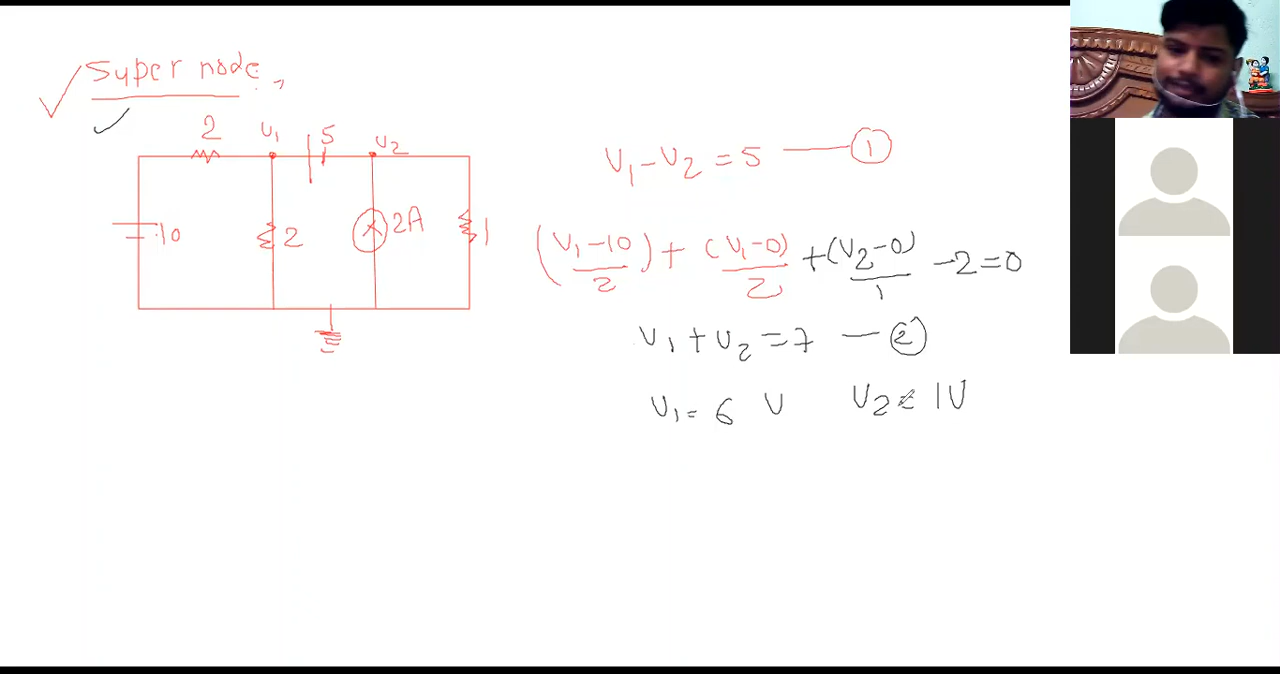 Super node,
2 V1 5 V2
10 2 2A 1
V1-V2 = 5 — 1
(V1-10)/2 + (V1-0)/2 + (V2-0)/1 -2=0
V1 + V2 = 7 — 2
V1 = 6 V V2 = 1V